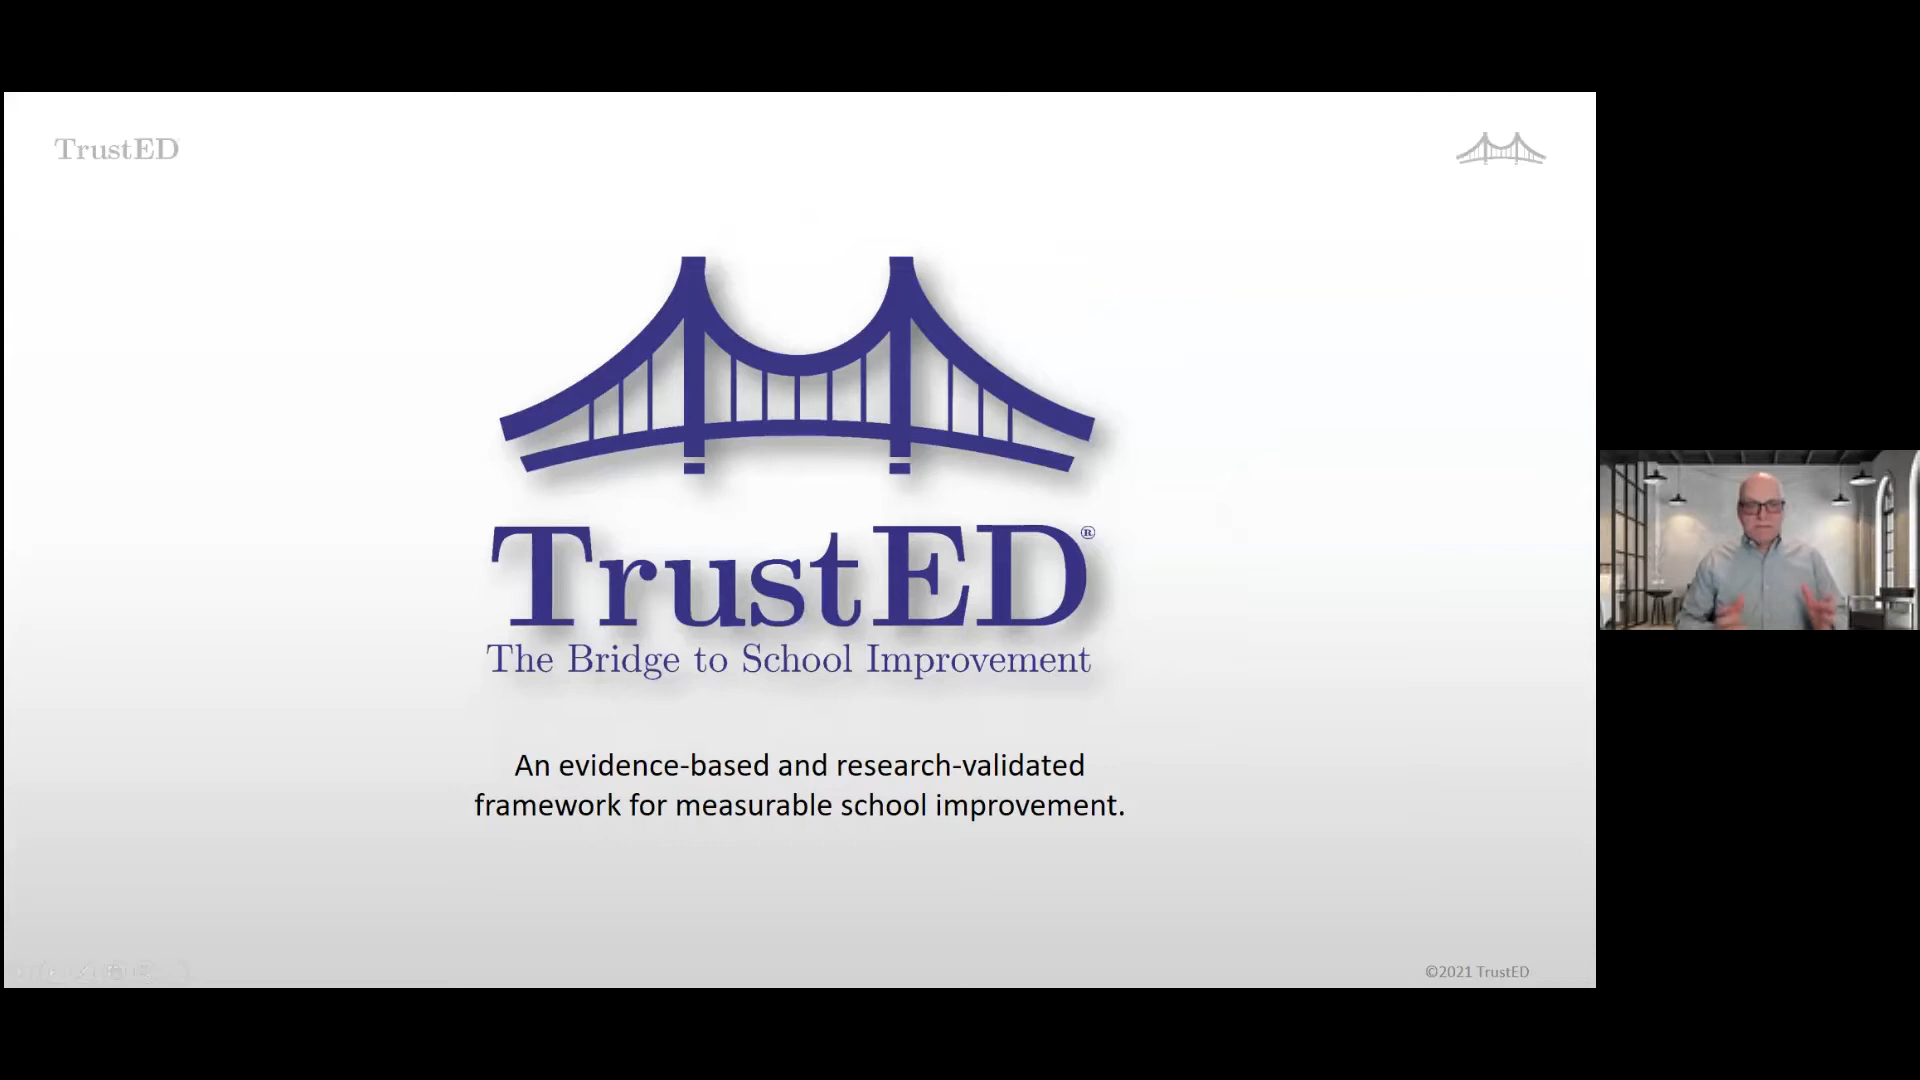 TrustED
TrustED®
The Bridge to School Improvement
An evidence-based and research-validated
framework for measurable school improvement.
©2021 TrustED